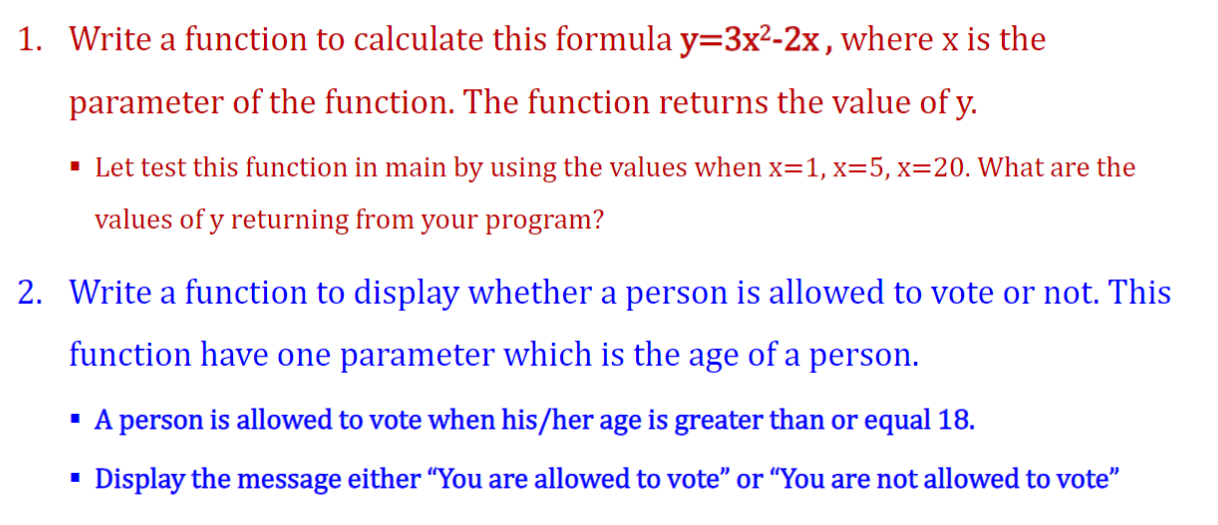 1. Write a function to calculate this formula y=3x²-2x, where x is the
parameter of the function. The function returns the value of y.
▪ Let test this function in main by using the values when x=1, x=5, x=20. What are the
values of y returning from your program?
2. Write a function to display whether a person is allowed to vote or not. This
function have one parameter which is the age of a person.
▪ A person is allowed to vote when his/her age is greater than or equal 18.
▪ Display the message either “You are allowed to vote” or “You are not allowed to vote”